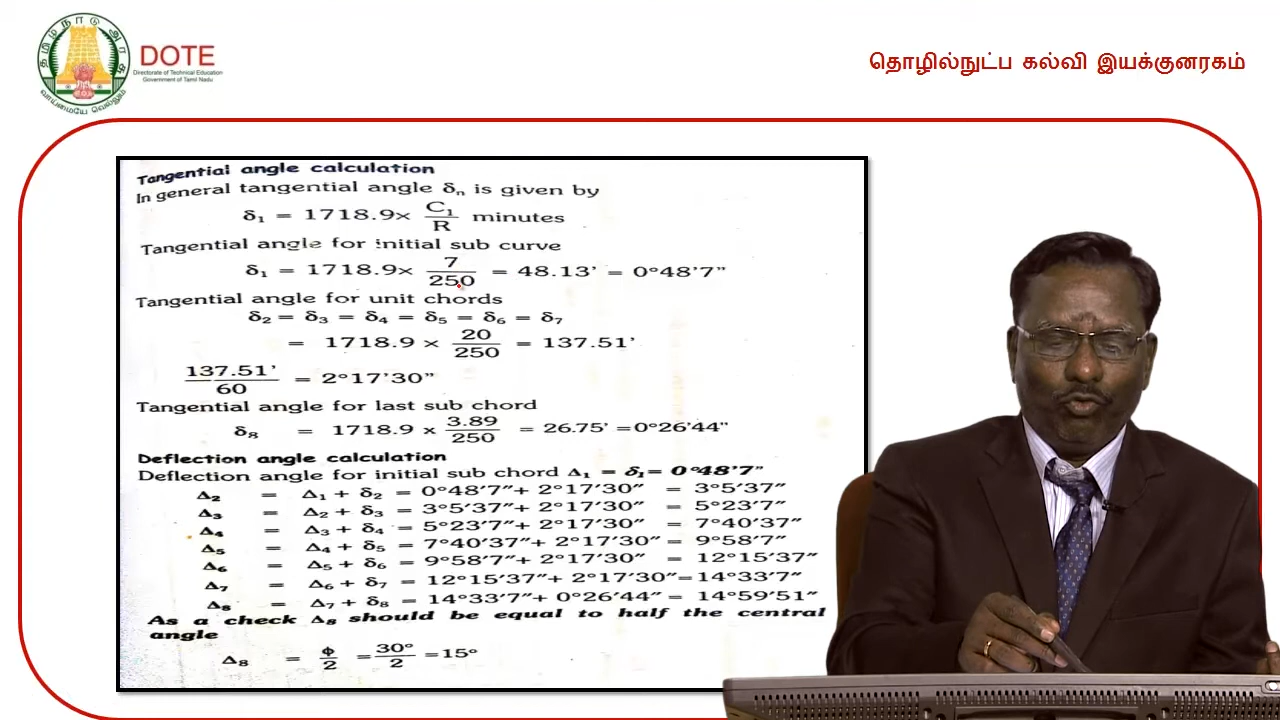 தமிழ்நாடு அரசு
வாய்மையே வெல்லும்
DOTE
Directorate of Technical Education
Government of Tamil Nadu
தொழில்நுட்ப கல்வி இயக்குனரகம்
Tangential angle calculation
In general tangential angle δn is given by
δ1 = 1718.9× C1/R minutes
Tangential angle for initial sub curve
δ1 = 1718.9× 7/250 = 48.13' = 0°48'7"
Tangential angle for unit chords
δ2 = δ3 = δ4 = δ5 = δ6 = δ7
= 1718.9 × 20/250 = 137.51'
137.51'/60 = 2°17'30"
Tangential angle for last sub chord
δ8 = 1718.9 x 3.89/250 = 26.75' =0°26'44"
Deflection angle calculation
Deflection angle for initial sub chord Δ1 = δ1= 0°48'7"
Δ2 = Δ1 + δ2 = 0°48'7"+ 2°17'30" = 3°5'37"
Δ3 = Δ2 + δ3 = 3°5'37"+ 2°17'30" = 5°23'7"
Δ4 = Δ3 + δ4 = 5°23'7"+ 2°17'30" = 7°40'37"
Δ5 = Δ4 + δ5 = 7°40'37"+ 2°17'30" = 9°58'7"
Δ6 = Δ5 + δ6 = 9°58'7"+ 2°17'30" = 12°15'37"
Δ7 = Δ6 + δ7 = 12°15'37"+ 2°17'30"= 14°33'7"
Δ8 = Δ7 + δ8 = 14°33'7"+ 0°26'44" = 14°59'51"
As a check Δ8 should be equal to half the central
angle
Δ8 = ϕ/2 = 30°/2 =15°